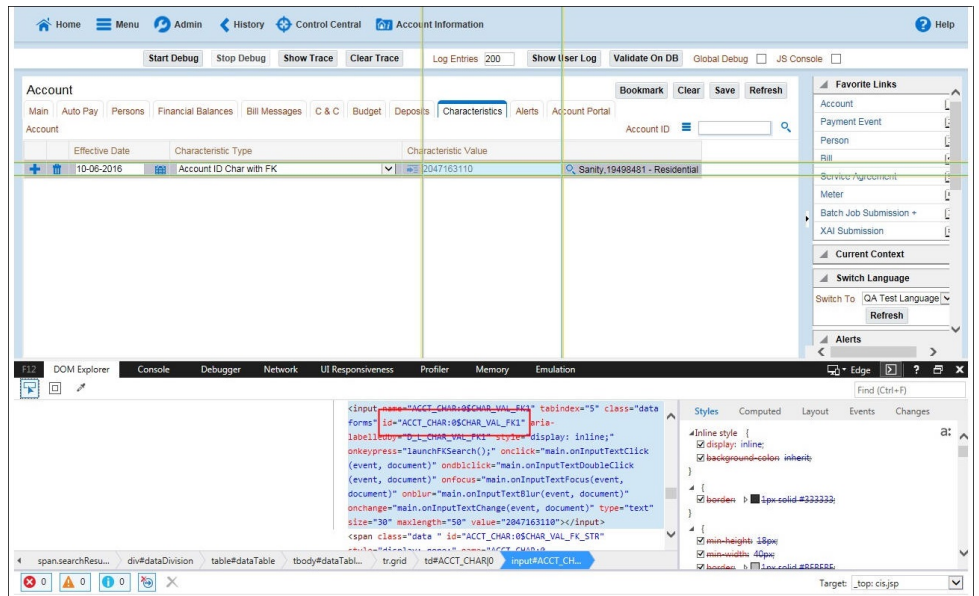 Home Menu Admin History Control Central Account Information Help
Start Debug Stop Debug Show Trace Clear Trace Log Entries 200 Show User Log Validate On DB Global Debug JS Console
Account Bookmark Clear Save Refresh
Main Auto Pay Persons Financial Balances Bill Messages C & C Budget Deposits Characteristics Alerts Account Portal
Account Account ID
Effective Date Characteristic Type Characteristic Value
10-06-2016 Account ID Char with FK 2047163110 Sanity,19498481 - Residential
Favorite Links
Account
Payment Event
Person
Bill
Service Agreement
Meter
Batch Job Submission +
XAI Submission
Current Context
Switch Language
Switch To QA Test Language
Refresh
Alerts
F12 DOM Explorer Console Debugger Network UI Responsiveness Profiler Memory Emulation Edge ?
Find (Ctrl+F)
<input name="ACCT_CHAR:0$CHAR_VAL_FK1" tabindex="5" class="data
forms" id="ACCT_CHAR:0$CHAR_VAL_FK1" aria-
labelledby="D_L_CHAR_VAL_FK1" style="display: inline;"
onkeypress="launchFKSearch();" onclick="main.onInputTextClick
(event, document)" ondblclick="main.onInputTextDoubleClick
(event, document)" onfocus="main.onInputTextFocus(event,
document)" onblur="main.onInputTextBlur(event, document)"
onchange="main.onInputTextChange(event, document)" type="text"
size="30" maxlength="50" value="2047163110"></input>
<span class="data " id="ACCT_CHAR:0$CHAR_VAL_FK_STR"
Styles Computed Layout Events Changes
Inline style { a:
display: inline;
background-color: inherit;
}
{
border: 1px solid #333333;
}
{
min-height: 18px;
min-width: 40px;
border: 1px solid
span.searchResu... div#dataDivision table#dataTable tbody#dataTabl... tr.grid td#ACCT_CHAR|0 input#ACCT_CH...
0 0 0 Target: _top: cis.jsp